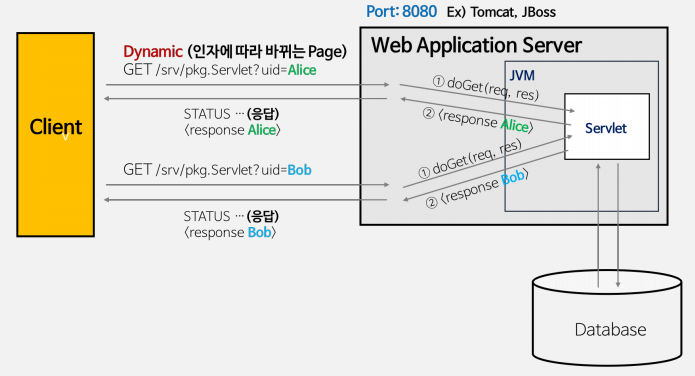 Port: 8080 Ex) Tomcat, JBoss
Web Application Server
Dynamic (인자에 따라 바뀌는 Page)
GET /srv/pkg.Servlet? uid=Alice
JVM
① doGet(req, res)
STATUS … (응답)
② 〈response Alice〉
〈response Alice〉
Client
Servlet
① doGet(req, res)
GET /srv/pkg.Servlet? uid=Bob
② 〈response Bob〉
STATUS … (응답)
〈response Bob〉
Database